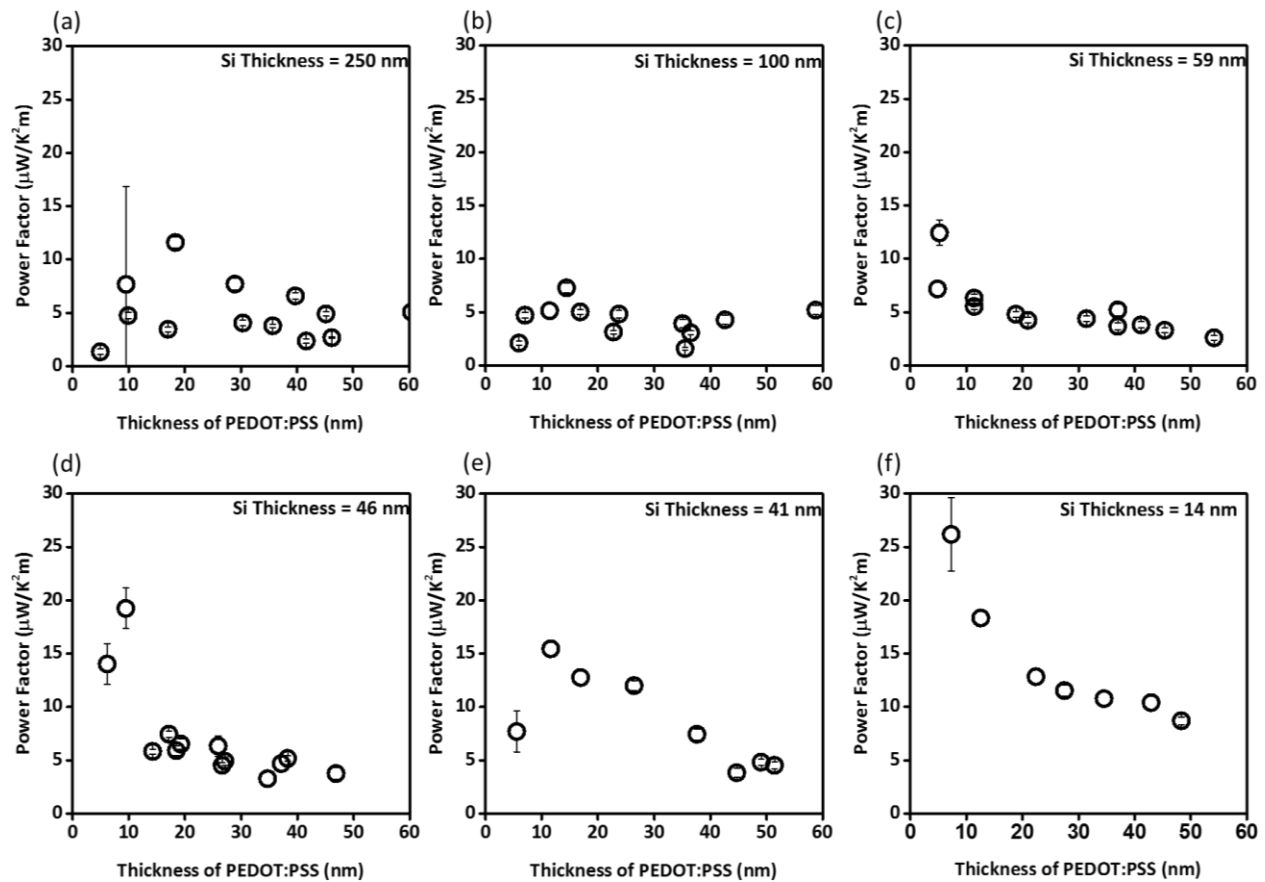 (a)
Si Thickness = 250 nm
Power Factor (µW/K²m)
30
25
20
15
10
5
0
0 10 20 30 40 50 60
Thickness of PEDOT:PSS (nm)
(b)
Si Thickness = 100 nm
Power Factor (µW/K²m)
30
25
20
15
10
5
0
0 10 20 30 40 50 60
Thickness of PEDOT:PSS (nm)
(c)
Si Thickness = 59 nm
Power Factor (µW/K²m)
30
25
20
15
10
5
0
0 10 20 30 40 50 60
Thickness of PEDOT:PSS (nm)
(d)
Si Thickness = 46 nm
Power Factor (µW/K²m)
30
25
20
15
10
5
0
0 10 20 30 40 50 60
Thickness of PEDOT:PSS (nm)
(e)
Si Thickness = 41 nm
Power Factor (µW/K²m)
30
25
20
15
10
5
0
0 10 20 30 40 50 60
Thickness of PEDOT:PSS (nm)
(f)
Si Thickness = 14 nm
Power Factor (µW/K²m)
30
25
20
15
10
5
0
0 10 20 30 40 50 60
Thickness of PEDOT:PSS (nm)